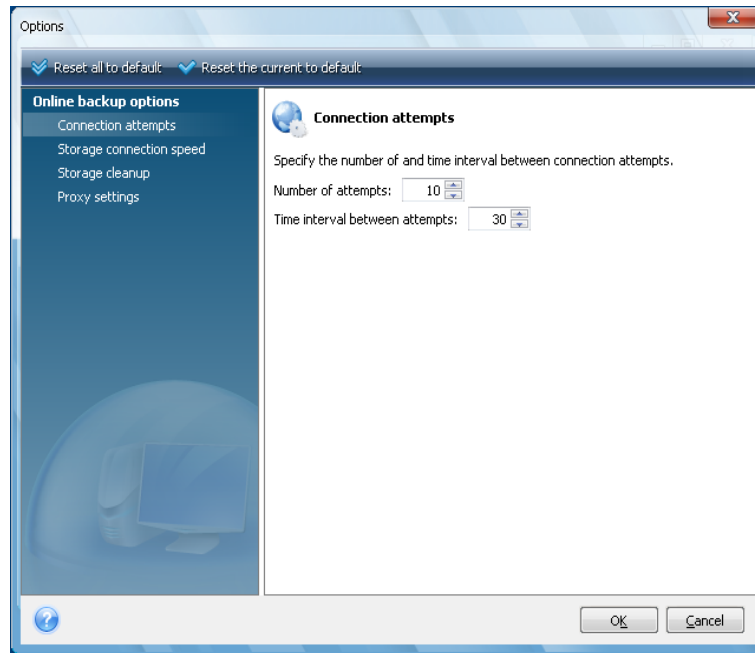 Options
Reset all to default Reset the current to default
Online backup options
Connection attempts
Storage connection speed
Storage cleanup
Proxy settings
Connection attempts
Specify the number of and time interval between connection attempts.
Number of attempts: 10
Time interval between attempts: 30
OK Cancel